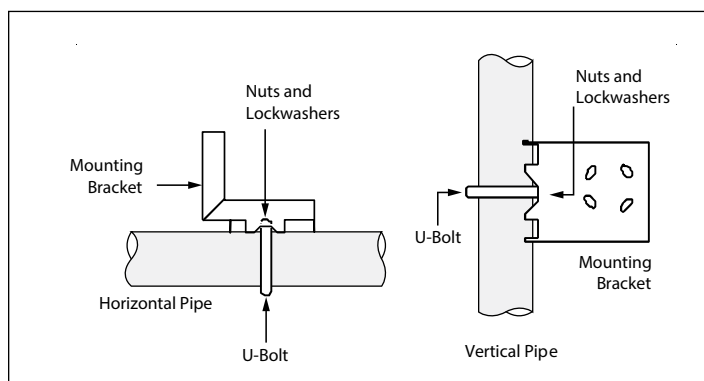 Nuts and
Lockwashers
Mounting
Bracket
Horizontal Pipe
U-Bolt
Nuts and
Lockwashers
U-Bolt
Mounting
Bracket
Vertical Pipe